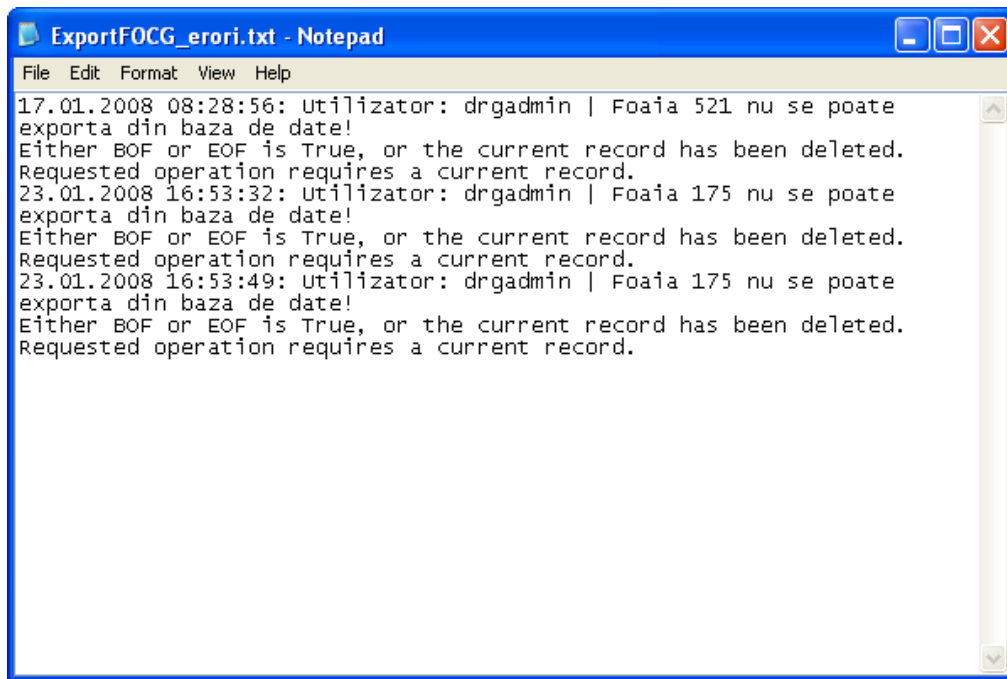 ExportFOCG_erori.txt - Notepad
File Edit Format View Help
17.01.2008 08:28:56: Utilizator: drgadmin | Foaia 521 nu se poate
exporta din baza de date!
Either BOF or EOF is True, or the current record has been deleted.
Requested operation requires a current record.
23.01.2008 16:53:32: Utilizator: drgadmin | Foaia 175 nu se poate
exporta din baza de date!
Either BOF or EOF is True, or the current record has been deleted.
Requested operation requires a current record.
23.01.2008 16:53:49: Utilizator: drgadmin | Foaia 175 nu se poate
exporta din baza de date!
Either BOF or EOF is True, or the current record has been deleted.
Requested operation requires a current record.